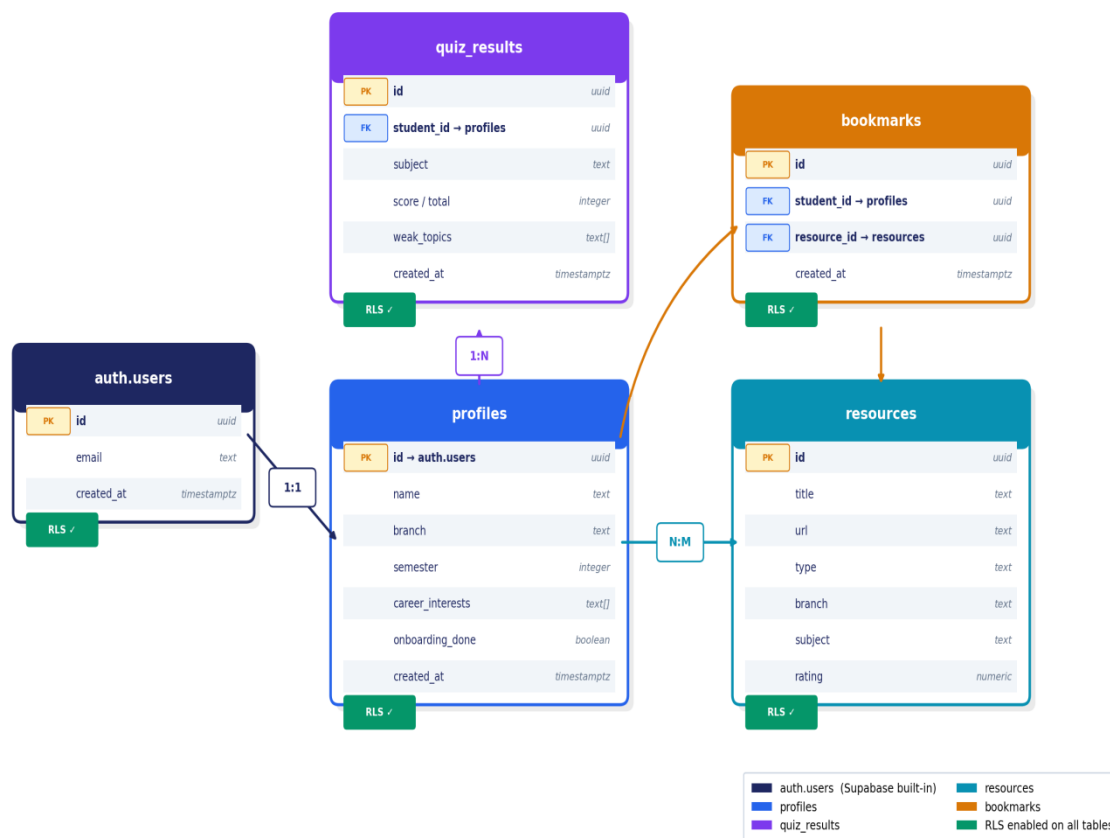 quiz_results
PK id uuid
FK student_id → profiles uuid
subject text
score / total integer
weak_topics text[]
created_at timestamptz
RLS ✓
bookmarks
PK id uuid
FK student_id → profiles uuid
FK resource_id → resources uuid
created_at timestamptz
RLS ✓
auth.users
PK id uuid
email text
created_at timestamptz
RLS ✓
1:1
1:N
profiles
PK id → auth.users uuid
name text
branch text
semester integer
career_interests text[]
onboarding_done boolean
created_at timestamptz
RLS ✓
N:M
resources
PK id uuid
title text
url text
type text
branch text
subject text
rating numeric
RLS ✓
auth.users (Supabase built-in)
profiles
quiz_results
resources
bookmarks
RLS enabled on all tables